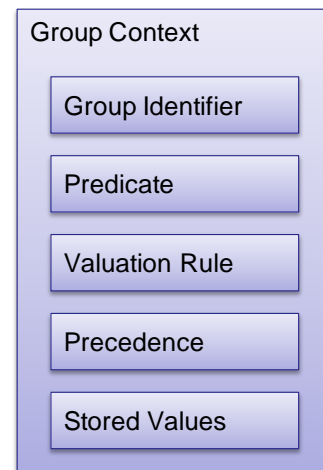 Group Context
Group Identifier
Predicate
Valuation Rule
Precedence
Stored Values